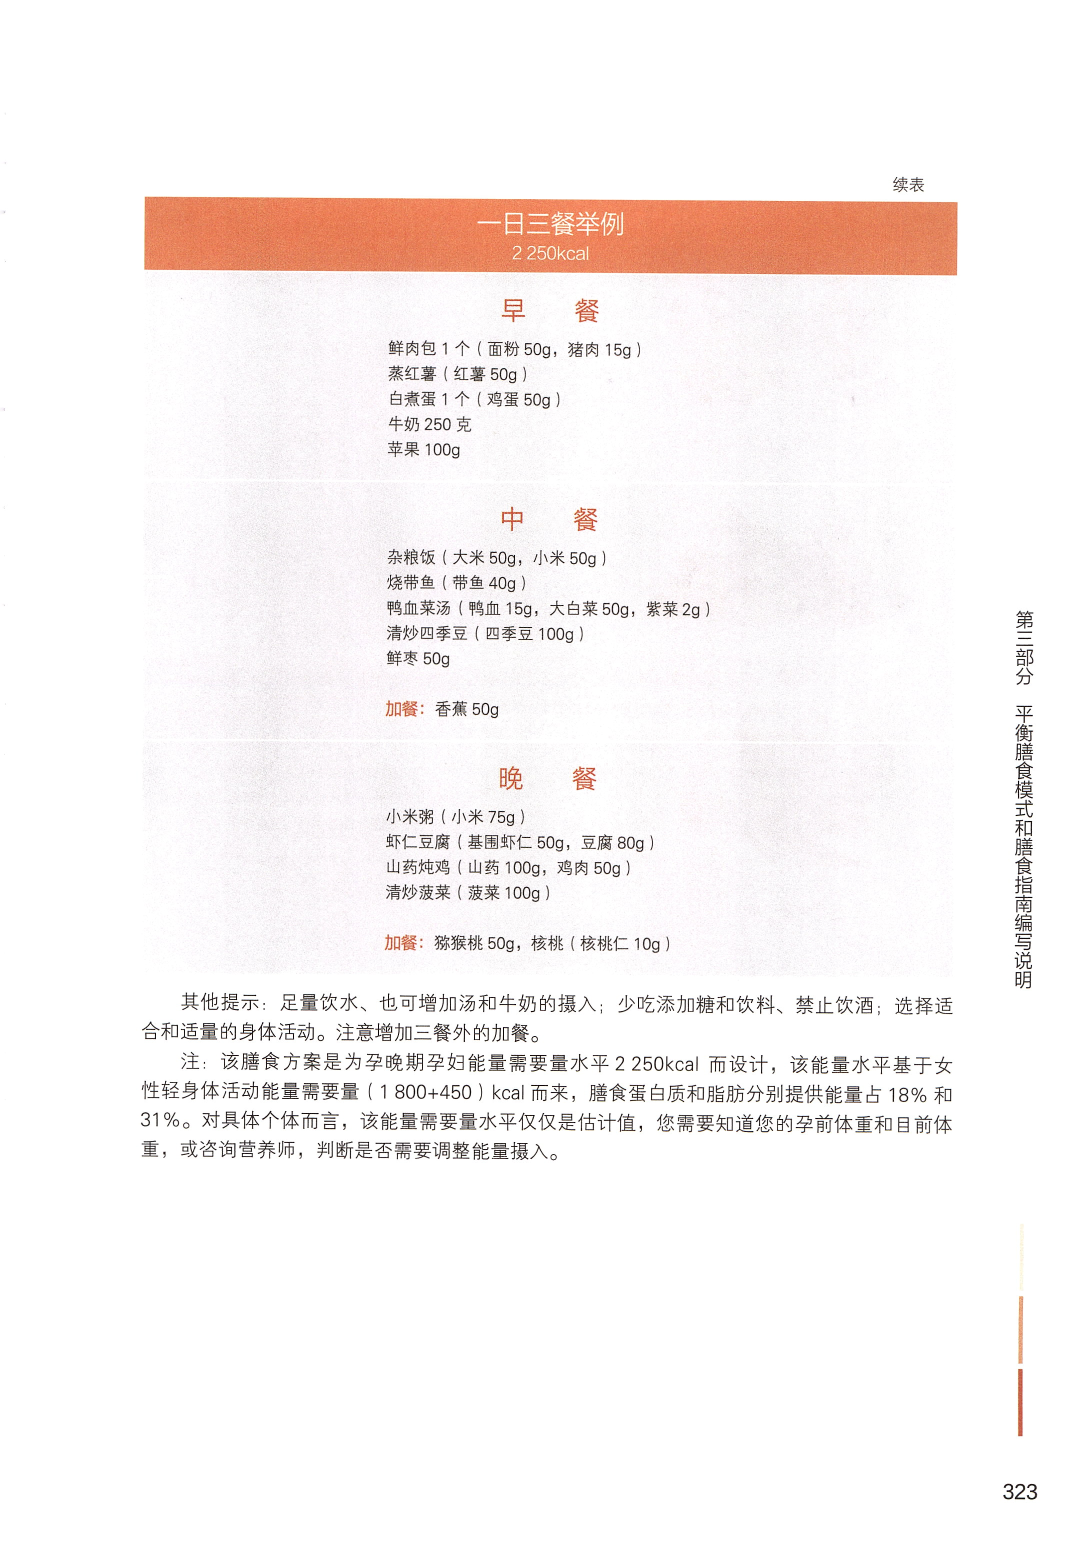 续表
一日三餐举例
2 250kcal
早 餐
鲜肉包 1 个（面粉 50g，猪肉 15g）
蒸红薯（红薯 50g）
白煮蛋 1 个（鸡蛋 50g）
牛奶 250 克
苹果 100g
中 餐
杂粮饭（大米 50g，小米 50g）
烧带鱼（带鱼 40g）
鸭血菜汤（鸭血 15g，大白菜 50g，紫菜 2g）
清炒四季豆（四季豆 100g）
鲜枣 50g
加餐：香蕉 50g
晚 餐
小米粥（小米 75g）
虾仁豆腐（基围虾仁 50g，豆腐 80g）
山药炖鸡（山药 100g，鸡肉 50g）
清炒菠菜（菠菜 100g）
加餐：猕猴桃 50g，核桃（核桃仁 10g）
其他提示：足量饮水、也可增加汤和牛奶的摄入；少吃添加糖和饮料、禁止饮酒；选择适
合和适量的身体活动。注意增加三餐外的加餐。
注：该膳食方案是为孕晚期孕妇能量需要量水平 2 250kcal 而设计，该能量水平基于女
性轻身体活动能量需要量（1 800+450）kcal 而来，膳食蛋白质和脂肪分别提供能量占 18% 和
31%。对具体个体而言，该能量需要量水平仅仅是估计值，您需要知道您的孕前体重和目前体
重，或咨询营养师，判断是否需要调整能量摄入。
第三部分 平衡膳食模式和膳食指南编写说明
323